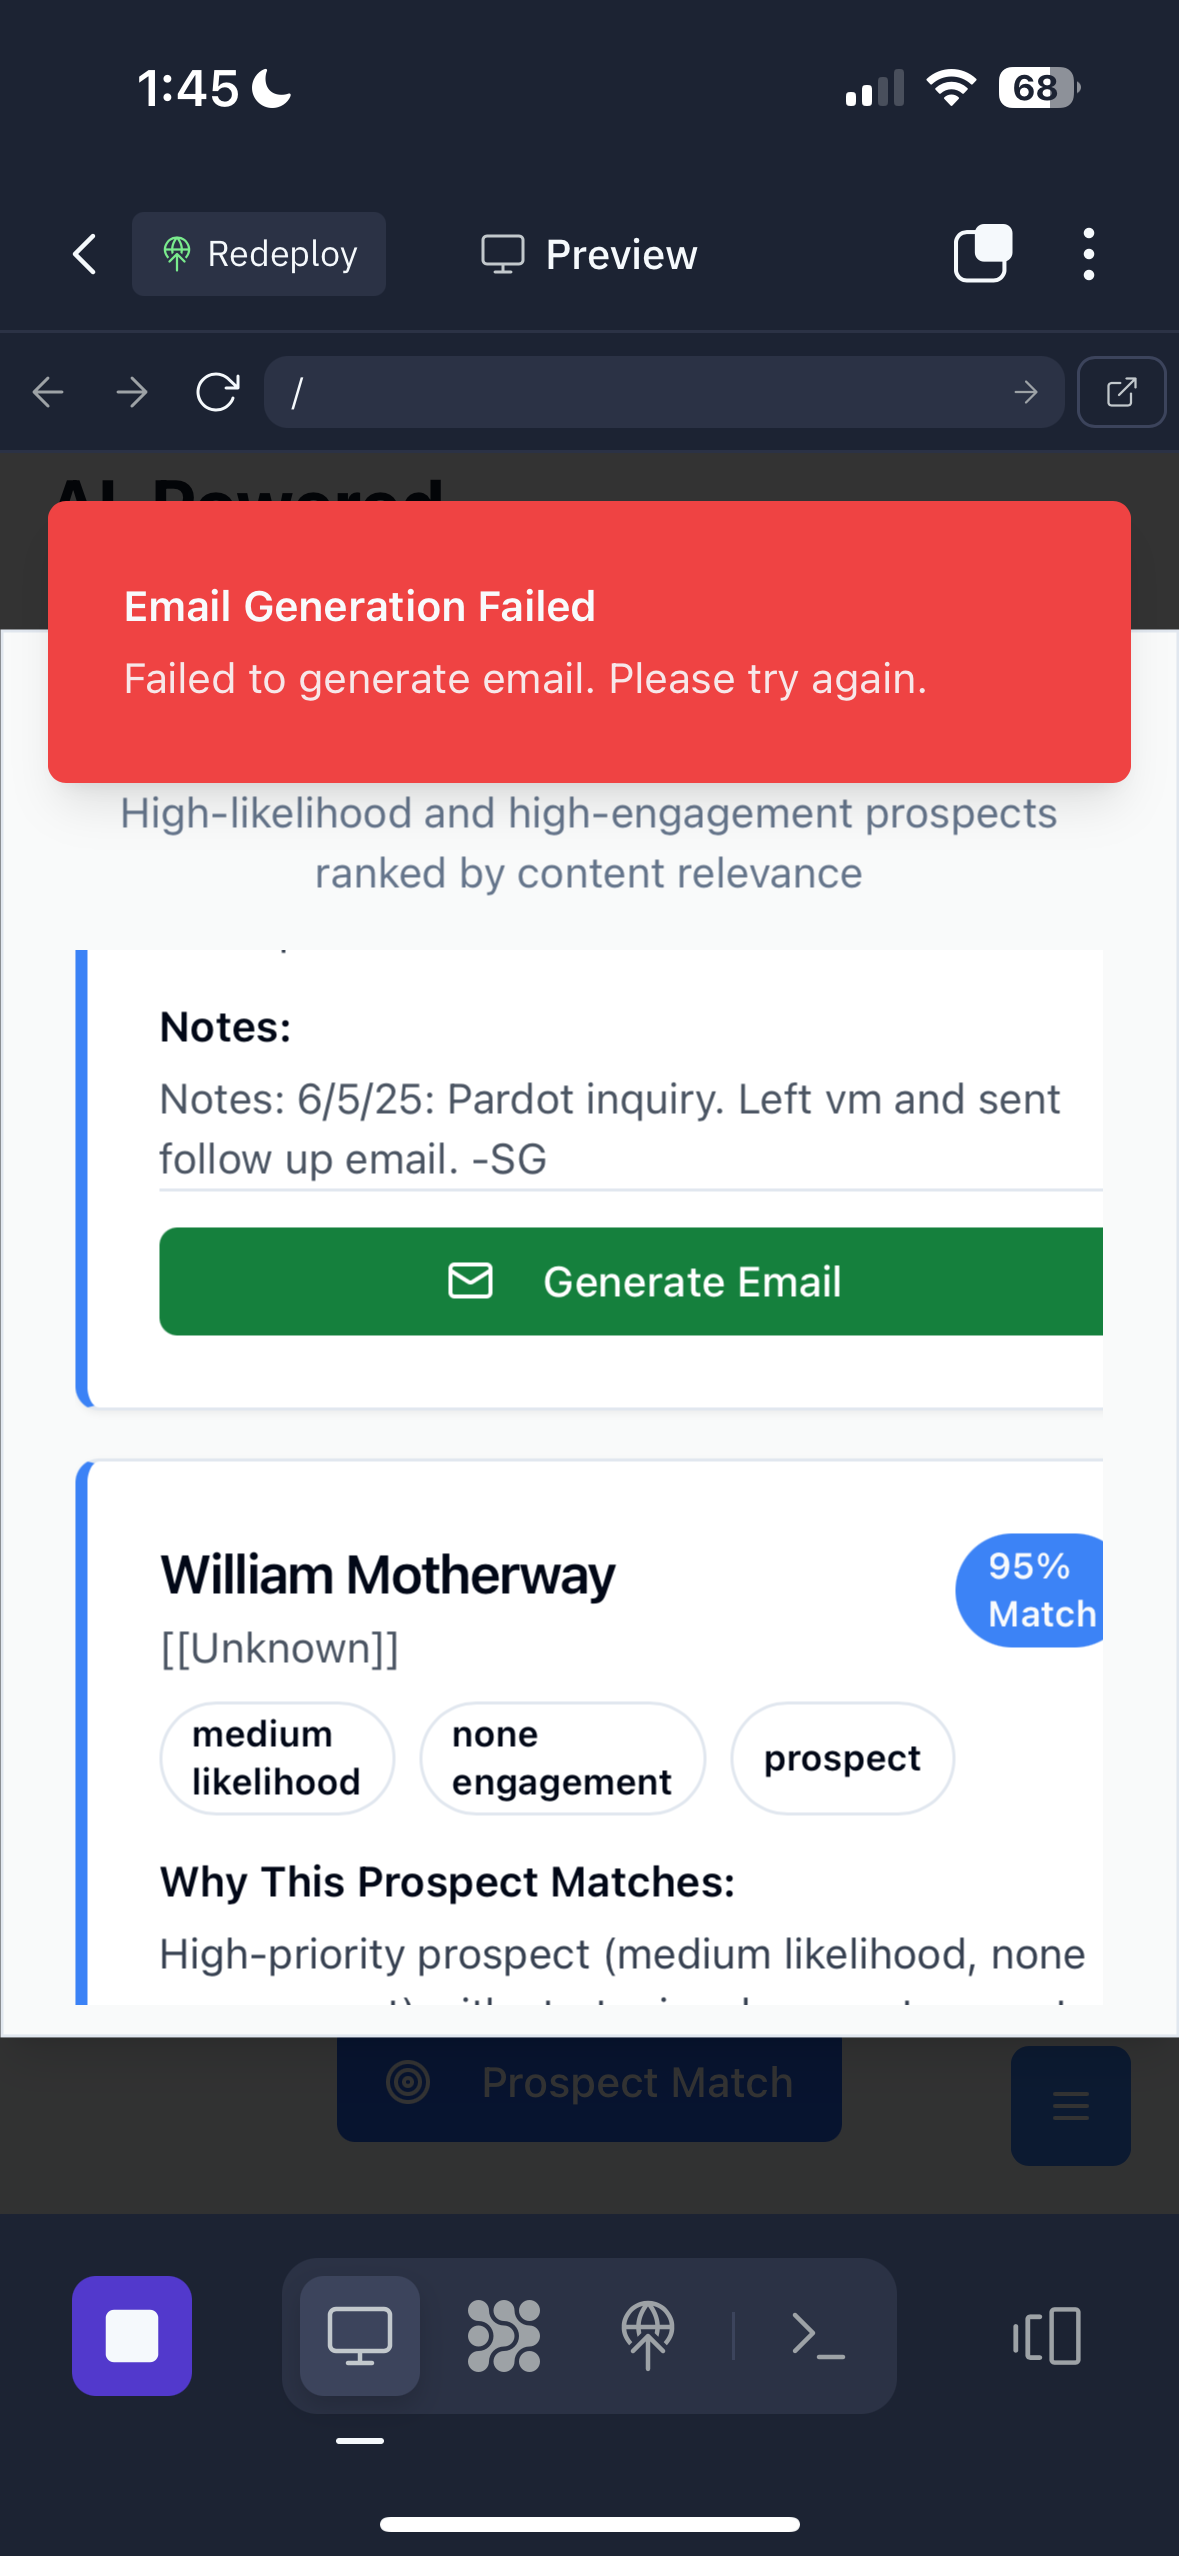 1:45
68
Redeploy
Preview
/
AI-Powered
Email Generation Failed
Failed to generate email. Please try again.
High-likelihood and high-engagement prospects
ranked by content relevance
Notes:
Notes: 6/5/25: Pardot inquiry. Left vm and sent
follow up email. -SG
Generate Email
William Motherway
95%
Match
[[Unknown]]
medium
likelihood
none
engagement
prospect
Why This Prospect Matches:
High-priority prospect (medium likelihood, none
Prospect Match